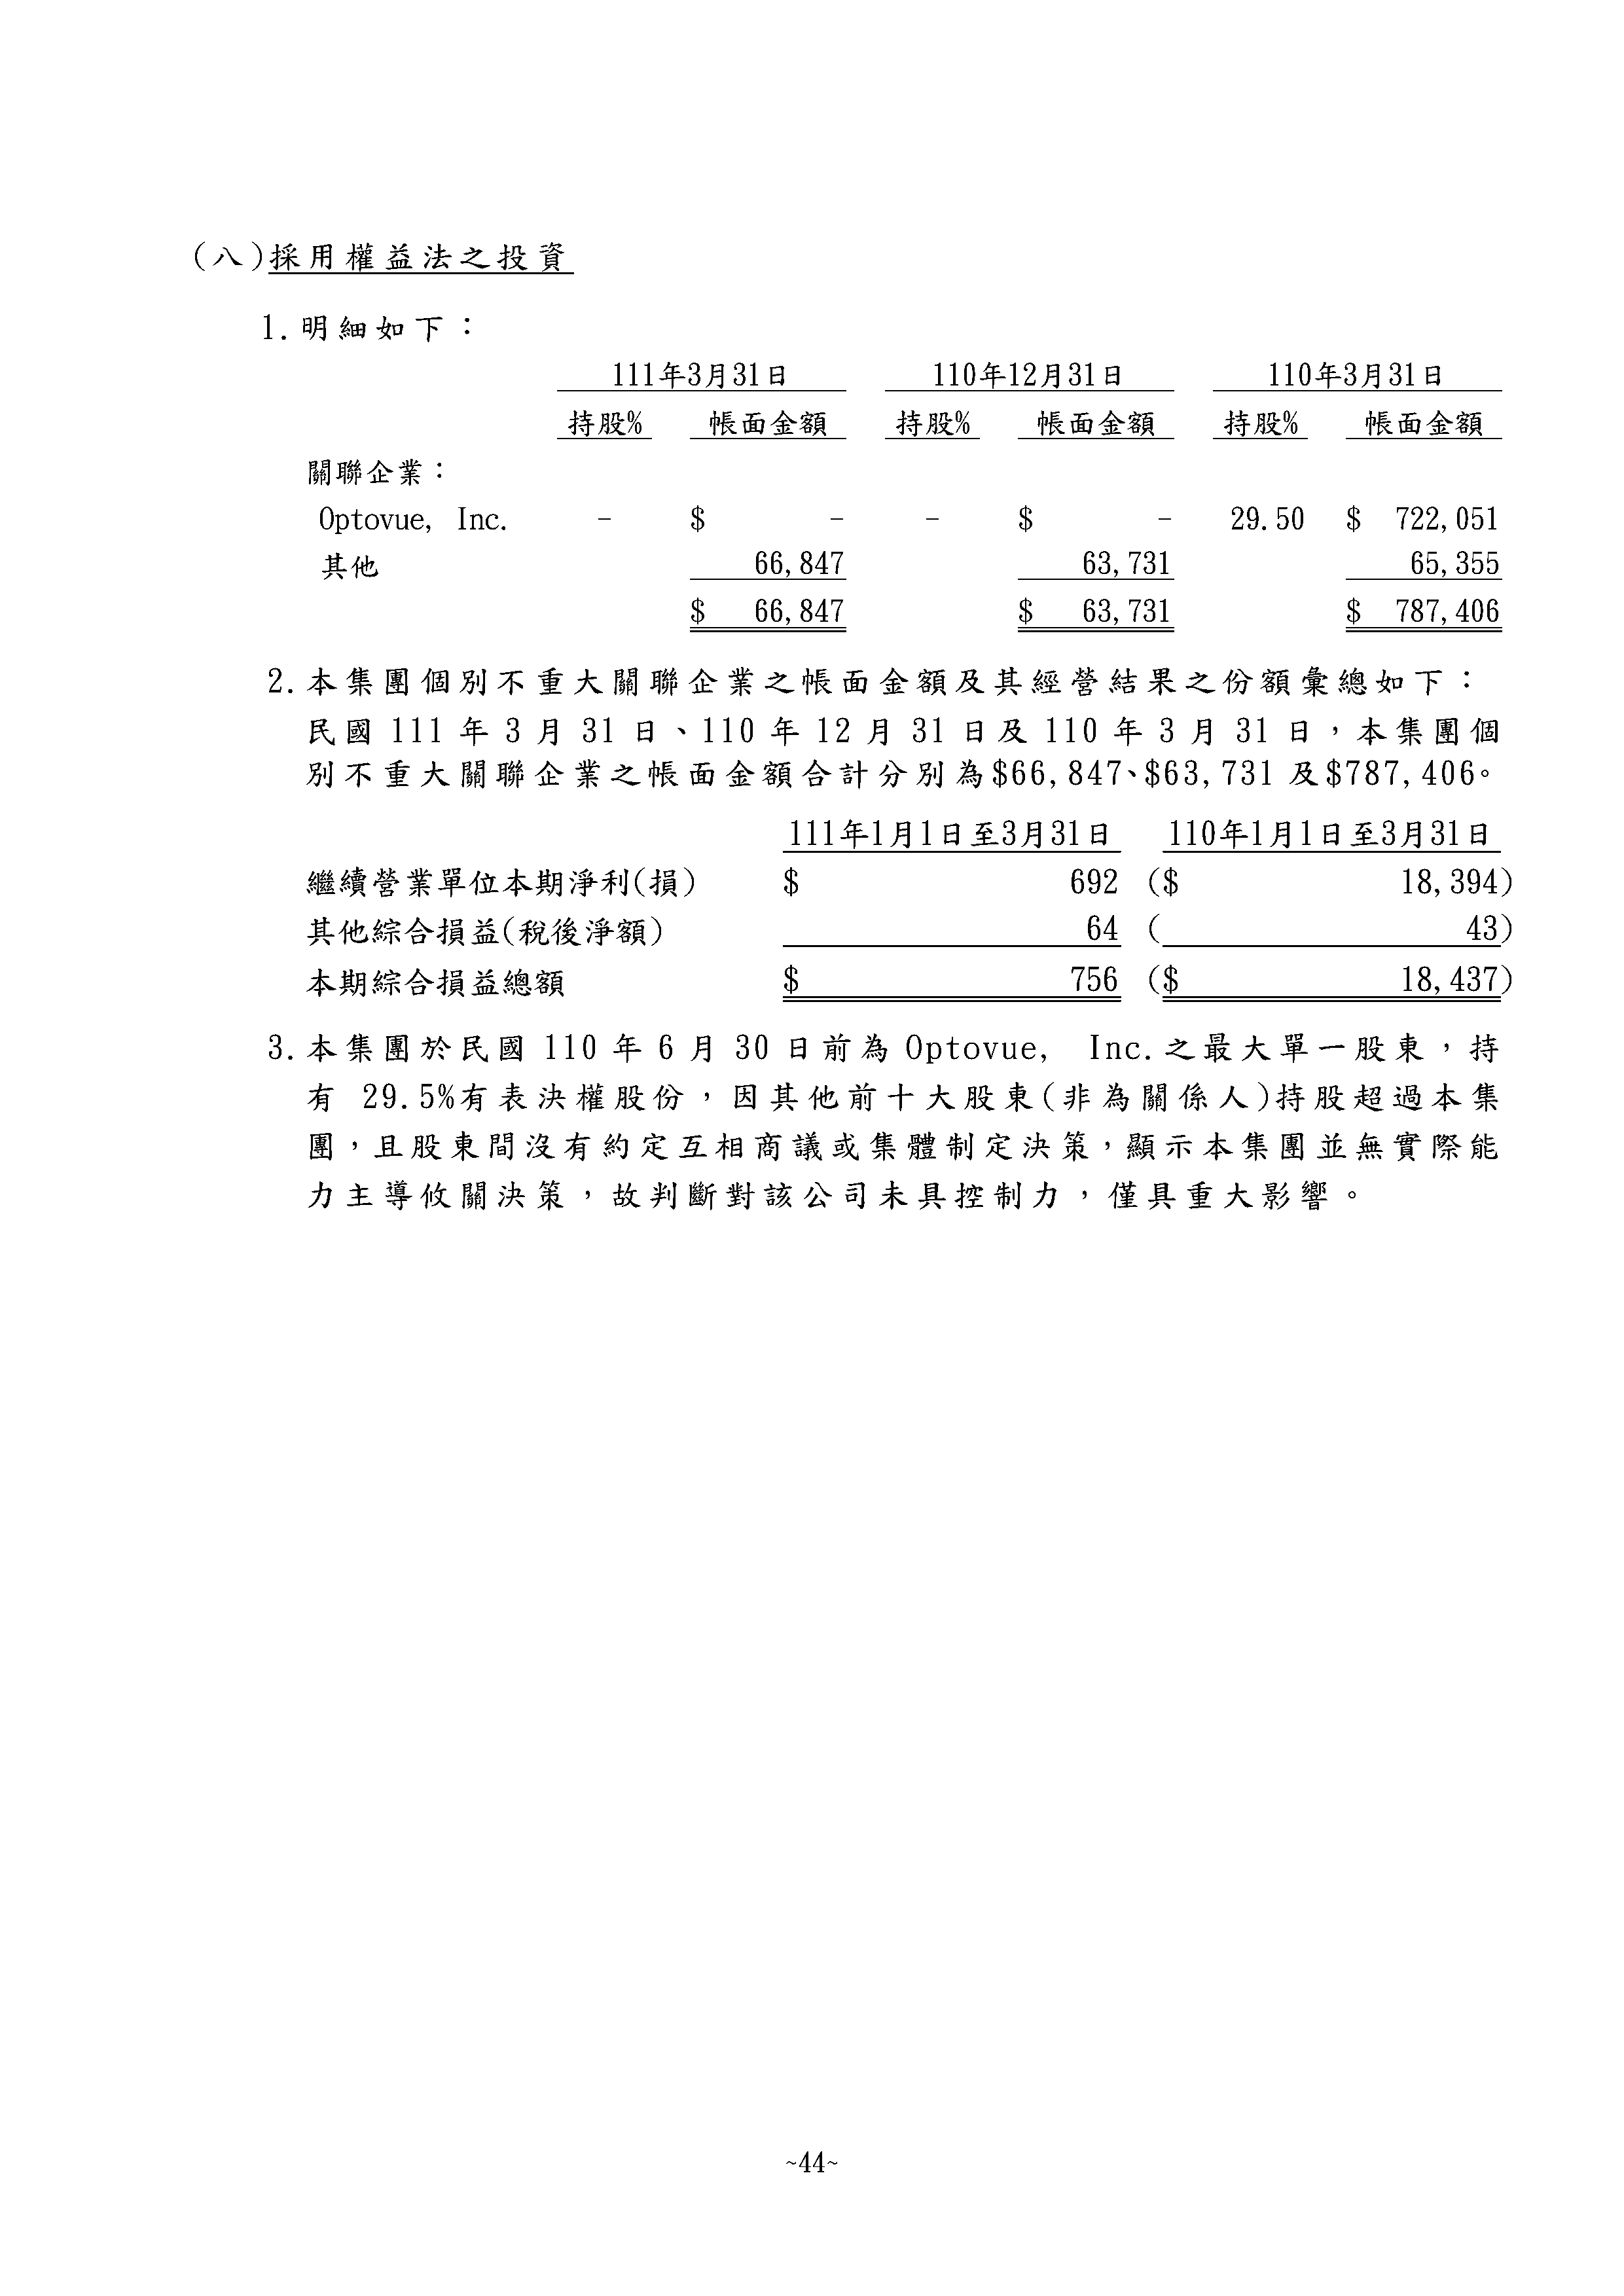 (八)採用權益法之投資
1.明細如下：
111年3月31日 110年12月31日 110年3月31日
持股% 帳面金額 持股% 帳面金額 持股% 帳面金額
關聯企業：
Optovue, Inc. - $ - - $ - 29.50 $ 722,051
其他 66,847 63,731 65,355
$ 66,847 $ 63,731 $ 787,406
2.本集團個別不重大關聯企業之帳面金額及其經營結果之份額彙總如下：
民國 111 年 3 月 31 日、110 年 12 月 31 日及 110 年 3 月 31 日，本集團個
別不重大關聯企業之帳面金額合計分別為$66,847、$63,731 及$787,406。
111年1月1日至3月31日 110年1月1日至3月31日
繼續營業單位本期淨利(損) $ 692 ($ 18,394)
其他綜合損益(稅後淨額) 64 ( 43)
本期綜合損益總額 $ 756 ($ 18,437)
3.本集團於民國 110 年 6 月 30 日前為 Optovue, Inc.之最大單一股東，持
有 29.5%有表決權股份，因其他前十大股東(非為關係人)持股超過本集
團，且股東間沒有約定互相商議或集體制定決策，顯示本集團並無實際能
力主導攸關決策，故判斷對該公司未具控制力，僅具重大影響。
~44~